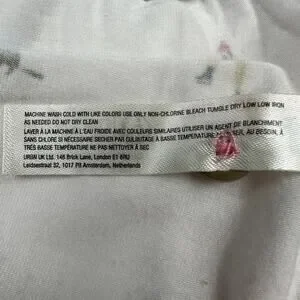 MACHINE WASH COLD WITH LIKE COLORS USE ONLY NON-CHLORINE BLEACH TUMBLE DRY LOW LOW IRON
AS NEEDED DO NOT DRY CLEAN
LAVER À LA MACHINE À L'EAU FROIDE AVEC COULEURS SIMILAIRES UTILISER UN AGENT DE BLANCHIMENT
SANS CHLORE SI NÉCESSAIRE SÉCHER PAR CULBUTAGE À BASSE TEMPÉRATURE AU BESOIN, À
TRÈS BASSE TEMPÉRATURE NE PAS NETTOYER À SEC
URBN UK Ltd. 146 Brick Lane, London E1 6RU
Leidsestraat 32, 1017 PB Amsterdam, Netherlands